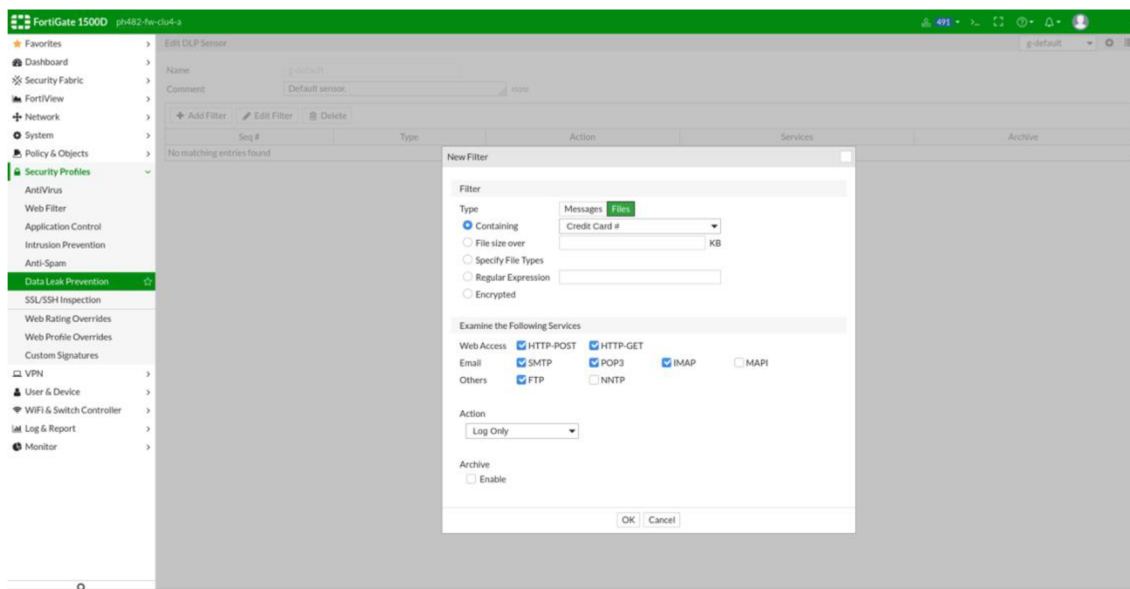 FortiGate 1500D ph482-fw-clu4-a 491 >_
Favorites
Dashboard
Security Fabric
FortiView
Network
System
Policy & Objects
Security Profiles
AntiVirus
Web Filter
Application Control
Intrusion Prevention
Anti-Spam
Data Leak Prevention
SSL/SSH Inspection
Web Rating Overrides
Web Profile Overrides
Custom Signatures
VPN
User & Device
WiFi & Switch Controller
Log & Report
Monitor
Edit DLP Sensor g-default
Name g-default
Comment Default sensor.
Add Filter Edit Filter Delete
Seq # Type Action Services Archive
No matching entries found
New Filter
Filter
Type Messages Files
Containing Credit Card #
File size over KB
Specify File Types
Regular Expression
Encrypted
Examine the Following Services
Web Access HTTP-POST HTTP-GET
Email SMTP POP3 IMAP MAPI
Others FTP NNTP
Action
Log Only
Archive
Enable
OK Cancel